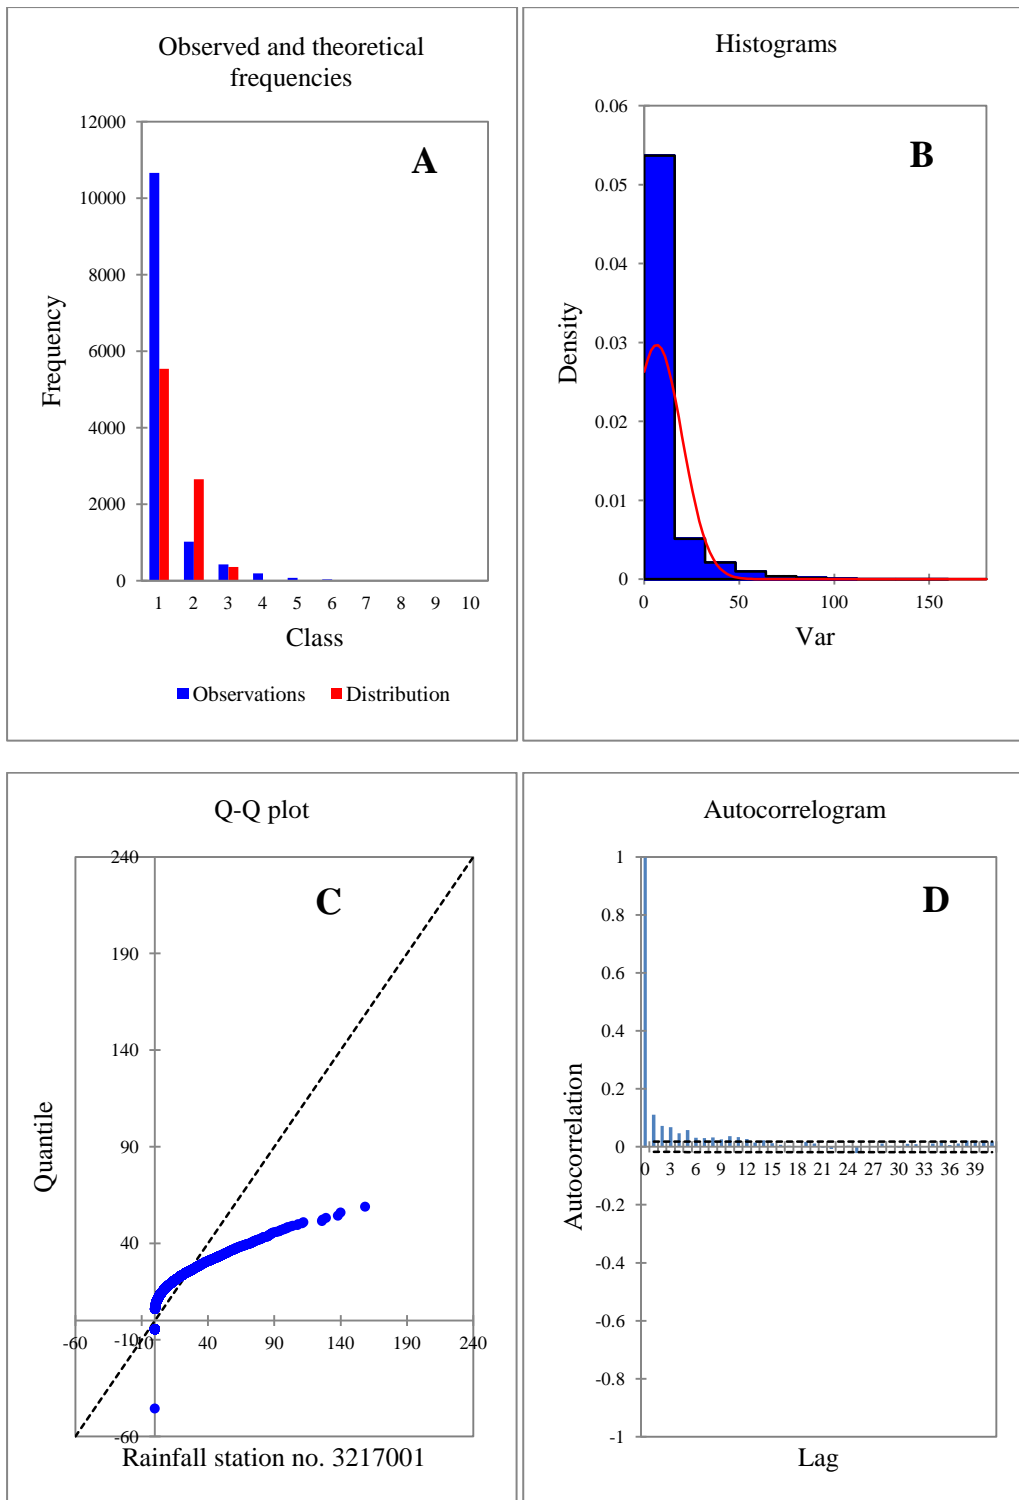 Observed and theoretical
frequencies
A
12000
10000
8000
6000
4000
2000
0
Frequency
1 2 3 4 5 6 7 8 9 10
Class
Observations Distribution
Histograms
B
0.06
0.05
0.04
0.03
0.02
0.01
0
Density
0 50 100 150
Var
Q-Q plot
C
240
190
140
90
40
-10
-60
Quantile
-60 -10 40 90 140 190 240
Rainfall station no. 3217001
Autocorrelogram
D
1
0.8
0.6
0.4
0.2
0
-0.2
-0.4
-0.6
-0.8
-1
Autocorrelation
0 3 6 9 12 15 18 21 24 27 30 33 36 39
Lag